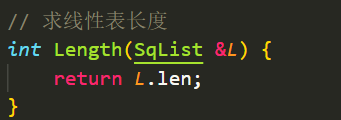 // 求线性表长度
int Length(SqList &L) {
    return L.len;
}